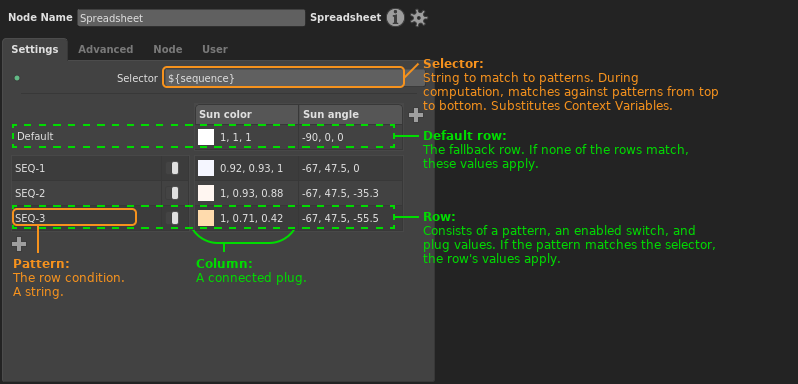 Node Name Spreadsheet Spreadsheet
Settings Advanced Node User
Selector ${sequence}
Selector:
String to match to patterns. During
computation, matches against patterns from top
to bottom. Substitutes Context Variables.
Sun color Sun angle
Default 1, 1, 1 -90, 0, 0
Default row:
The fallback row. If none of the rows match,
these values apply.
SEQ-1 0.92, 0.93, 1 -67, 47.5, 0
SEQ-2 1, 0.93, 0.88 -67, 47.5, -35.3
SEQ-3 1, 0.71, 0.42 -67, 47.5, -55.5
Row:
Consists of a pattern, an enabled switch, and
plug values. If the pattern matches the selector,
the row's values apply.
Pattern:
The row condition.
A string.
Column:
A connected plug.